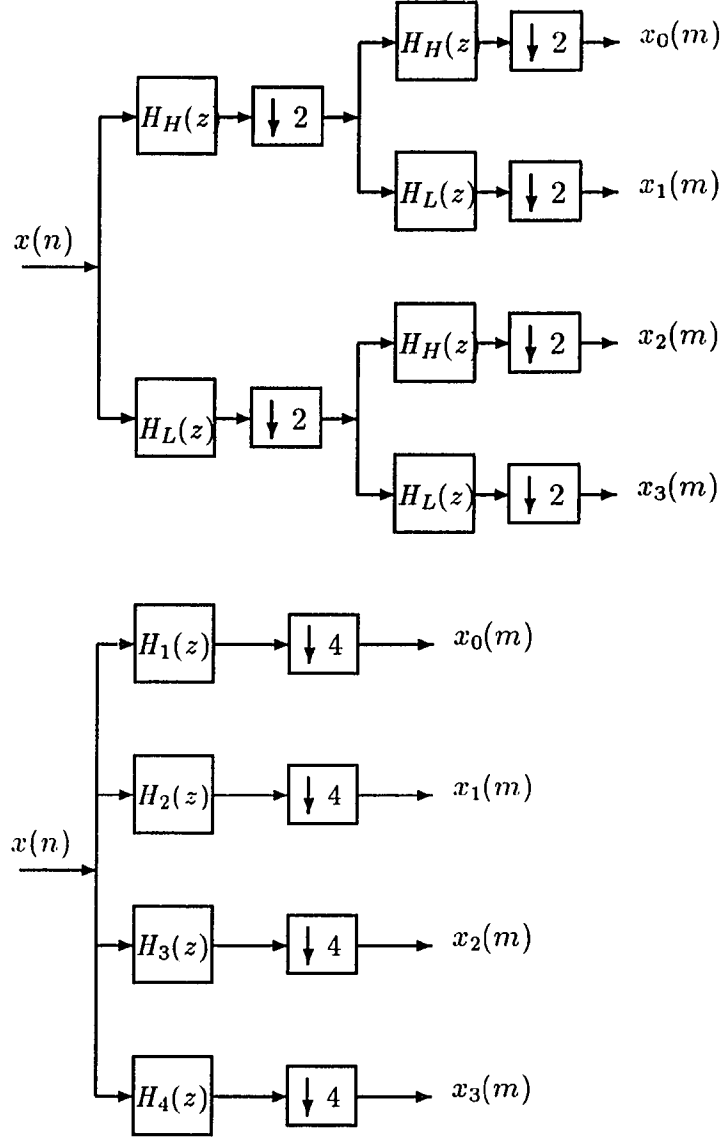 H_H(z ↓ 2 x_0(m)
H_H(z ↓ 2
H_L(z) ↓ 2 x_1(m)
x(n)
H_H(z) ↓ 2 x_2(m)
H_L(z) ↓ 2
H_L(z) ↓ 2 x_3(m)
H_1(z) ↓ 4 x_0(m)
H_2(z) ↓ 4 x_1(m)
x(n)
H_3(z) ↓ 4 x_2(m)
H_4(z) ↓ 4 x_3(m)